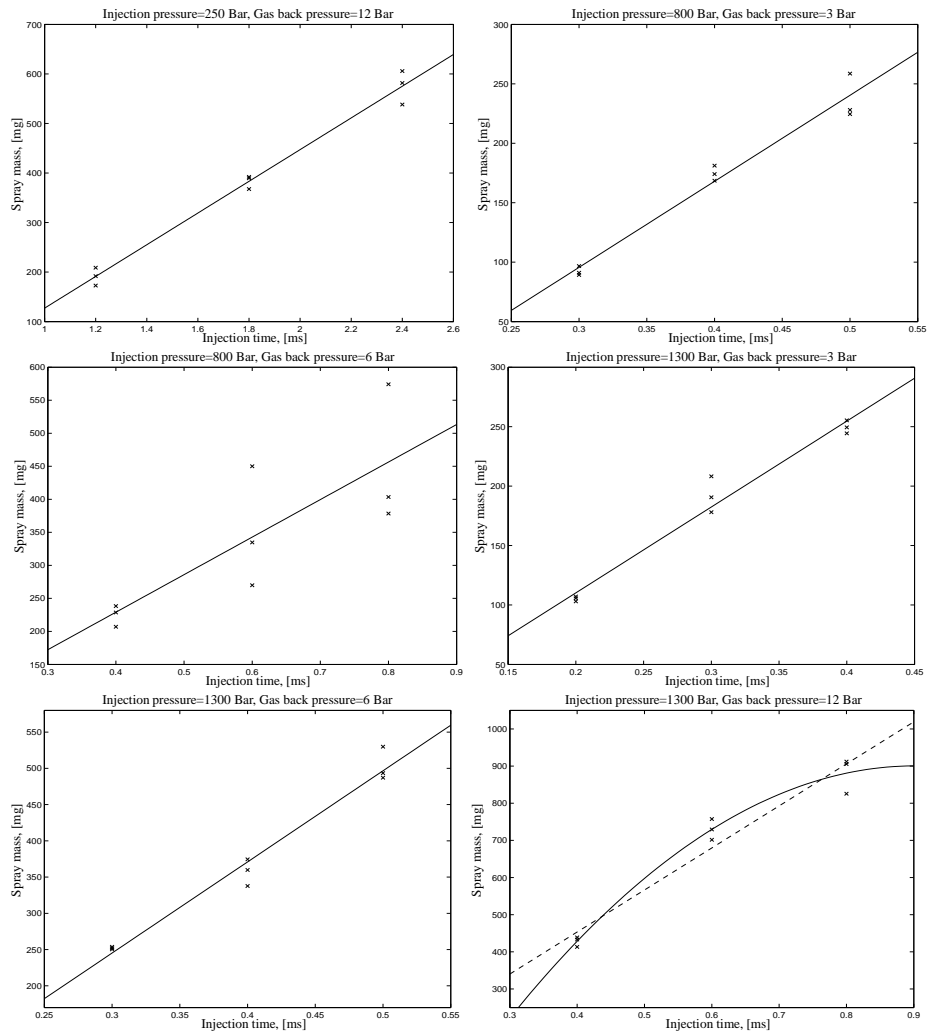 Injection pressure=250 Bar, Gas back pressure=12 Bar
700
600
500
400
300
200
100
Spray mass, [mg]
1 1.2 1.4 1.6 1.8 2 2.2 2.4 2.6
Injection time, [ms]
Injection pressure=800 Bar, Gas back pressure=3 Bar
300
250
200
150
100
50
Spray mass, [mg]
0.25 0.3 0.35 0.4 0.45 0.5 0.55
Injection time, [ms]
Injection pressure=800 Bar, Gas back pressure=6 Bar
600
550
500
450
400
350
300
250
200
150
Spray mass, [mg]
0.3 0.4 0.5 0.6 0.7 0.8 0.9
Injection time, [ms]
Injection pressure=1300 Bar, Gas back pressure=3 Bar
300
250
200
150
100
50
Spray mass, [mg]
0.15 0.2 0.25 0.3 0.35 0.4 0.45
Injection time, [ms]
Injection pressure=1300 Bar, Gas back pressure=6 Bar
550
500
450
400
350
300
250
200
Spray mass, [mg]
0.25 0.3 0.35 0.4 0.45 0.5 0.55
Injection time, [ms]
Injection pressure=1300 Bar, Gas back pressure=12 Bar
1000
900
800
700
600
500
400
300
Spray mass, [mg]
0.3 0.4 0.5 0.6 0.7 0.8 0.9
Injection time, [ms]